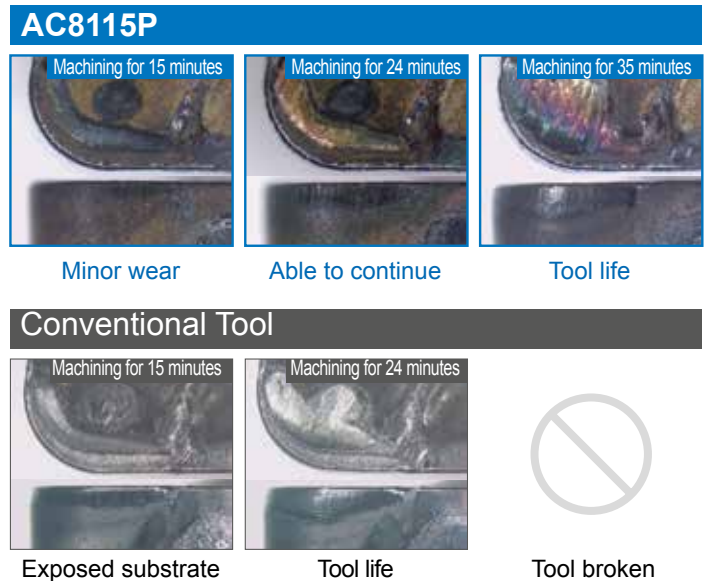 AC8115P
Machining for 15 minutes
Machining for 24 minutes
Machining for 35 minutes
Minor wear
Able to continue
Tool life
Conventional Tool
Machining for 15 minutes
Machining for 24 minutes
Exposed substrate
Tool life
Tool broken